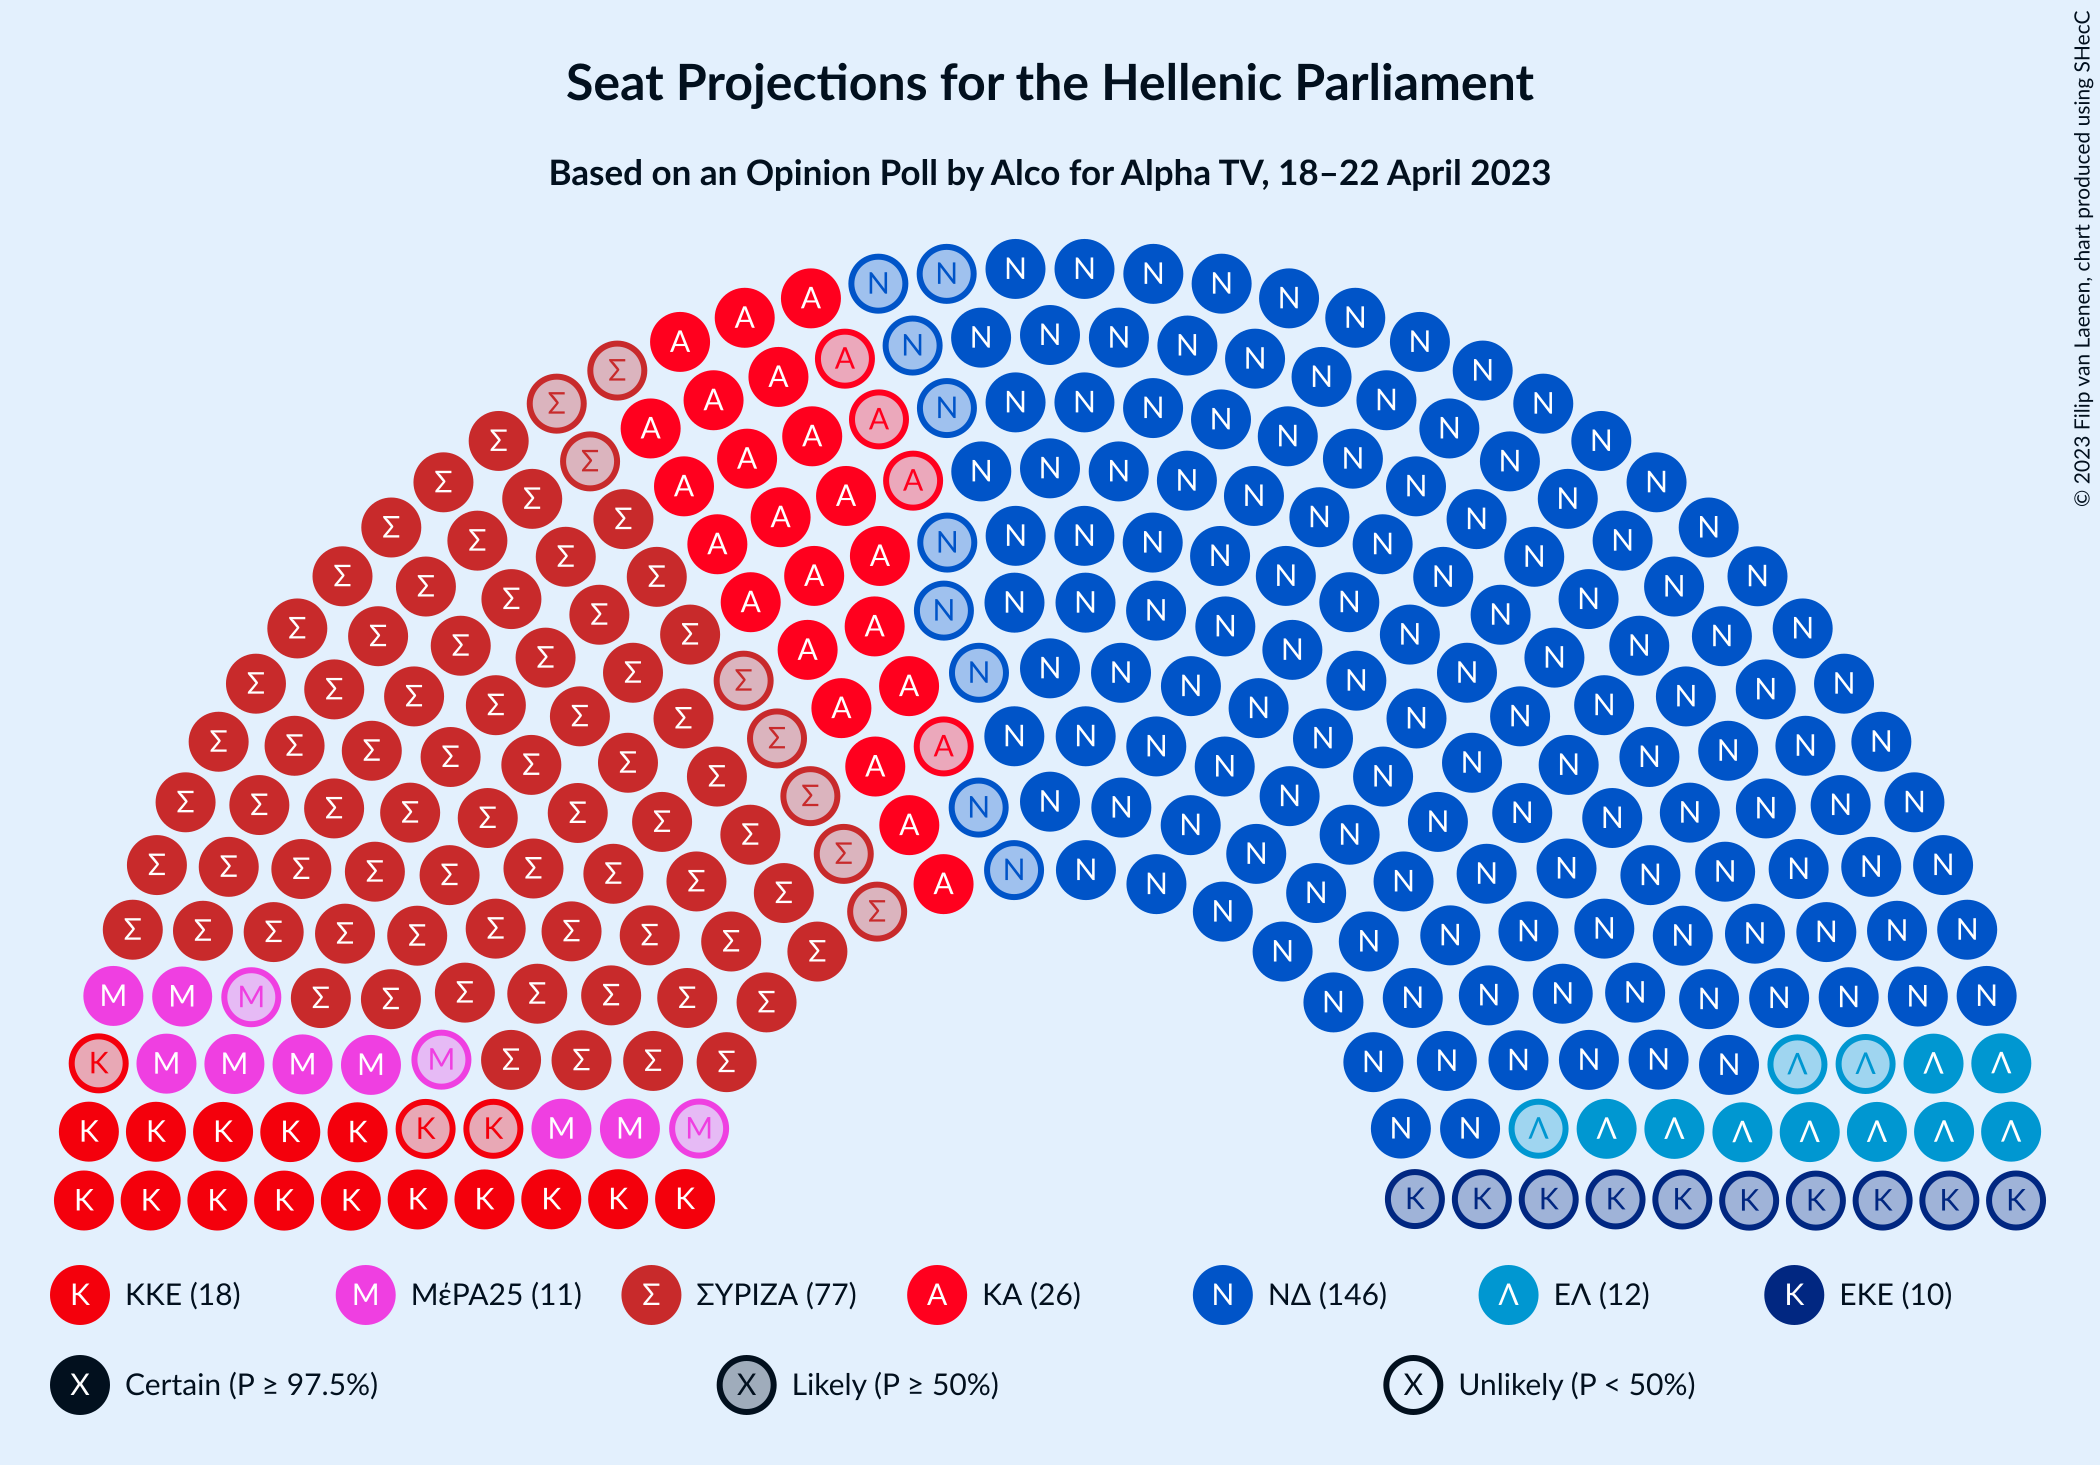 Seat Projections for the Hellenic Parliament
Based on an Opinion Poll by Alco for Alpha TV, 18–22 April 2023
© 2023 Filip van Laenen, chart produced using SHecC
K ΚΚΕ (18) M ΜέΡΑ25 (11) Σ ΣΥΡΙΖΑ (77) A ΚΑ (26) N ΝΔ (146) Λ ΕΛ (12) K ΕΚΕ (10)
X Certain (P ≥ 97.5%) X Likely (P ≥ 50%) X Unlikely (P < 50%)